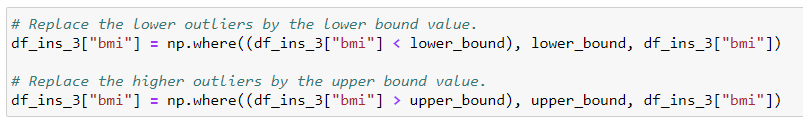 # Replace the lower outliers by the lower bound value.
df_ins_3["bmi"] = np.where((df_ins_3["bmi"] < lower_bound), lower_bound, df_ins_3["bmi"])
# Replace the higher outliers by the upper bound value.
df_ins_3["bmi"] = np.where((df_ins_3["bmi"] > upper_bound), upper_bound, df_ins_3["bmi"])